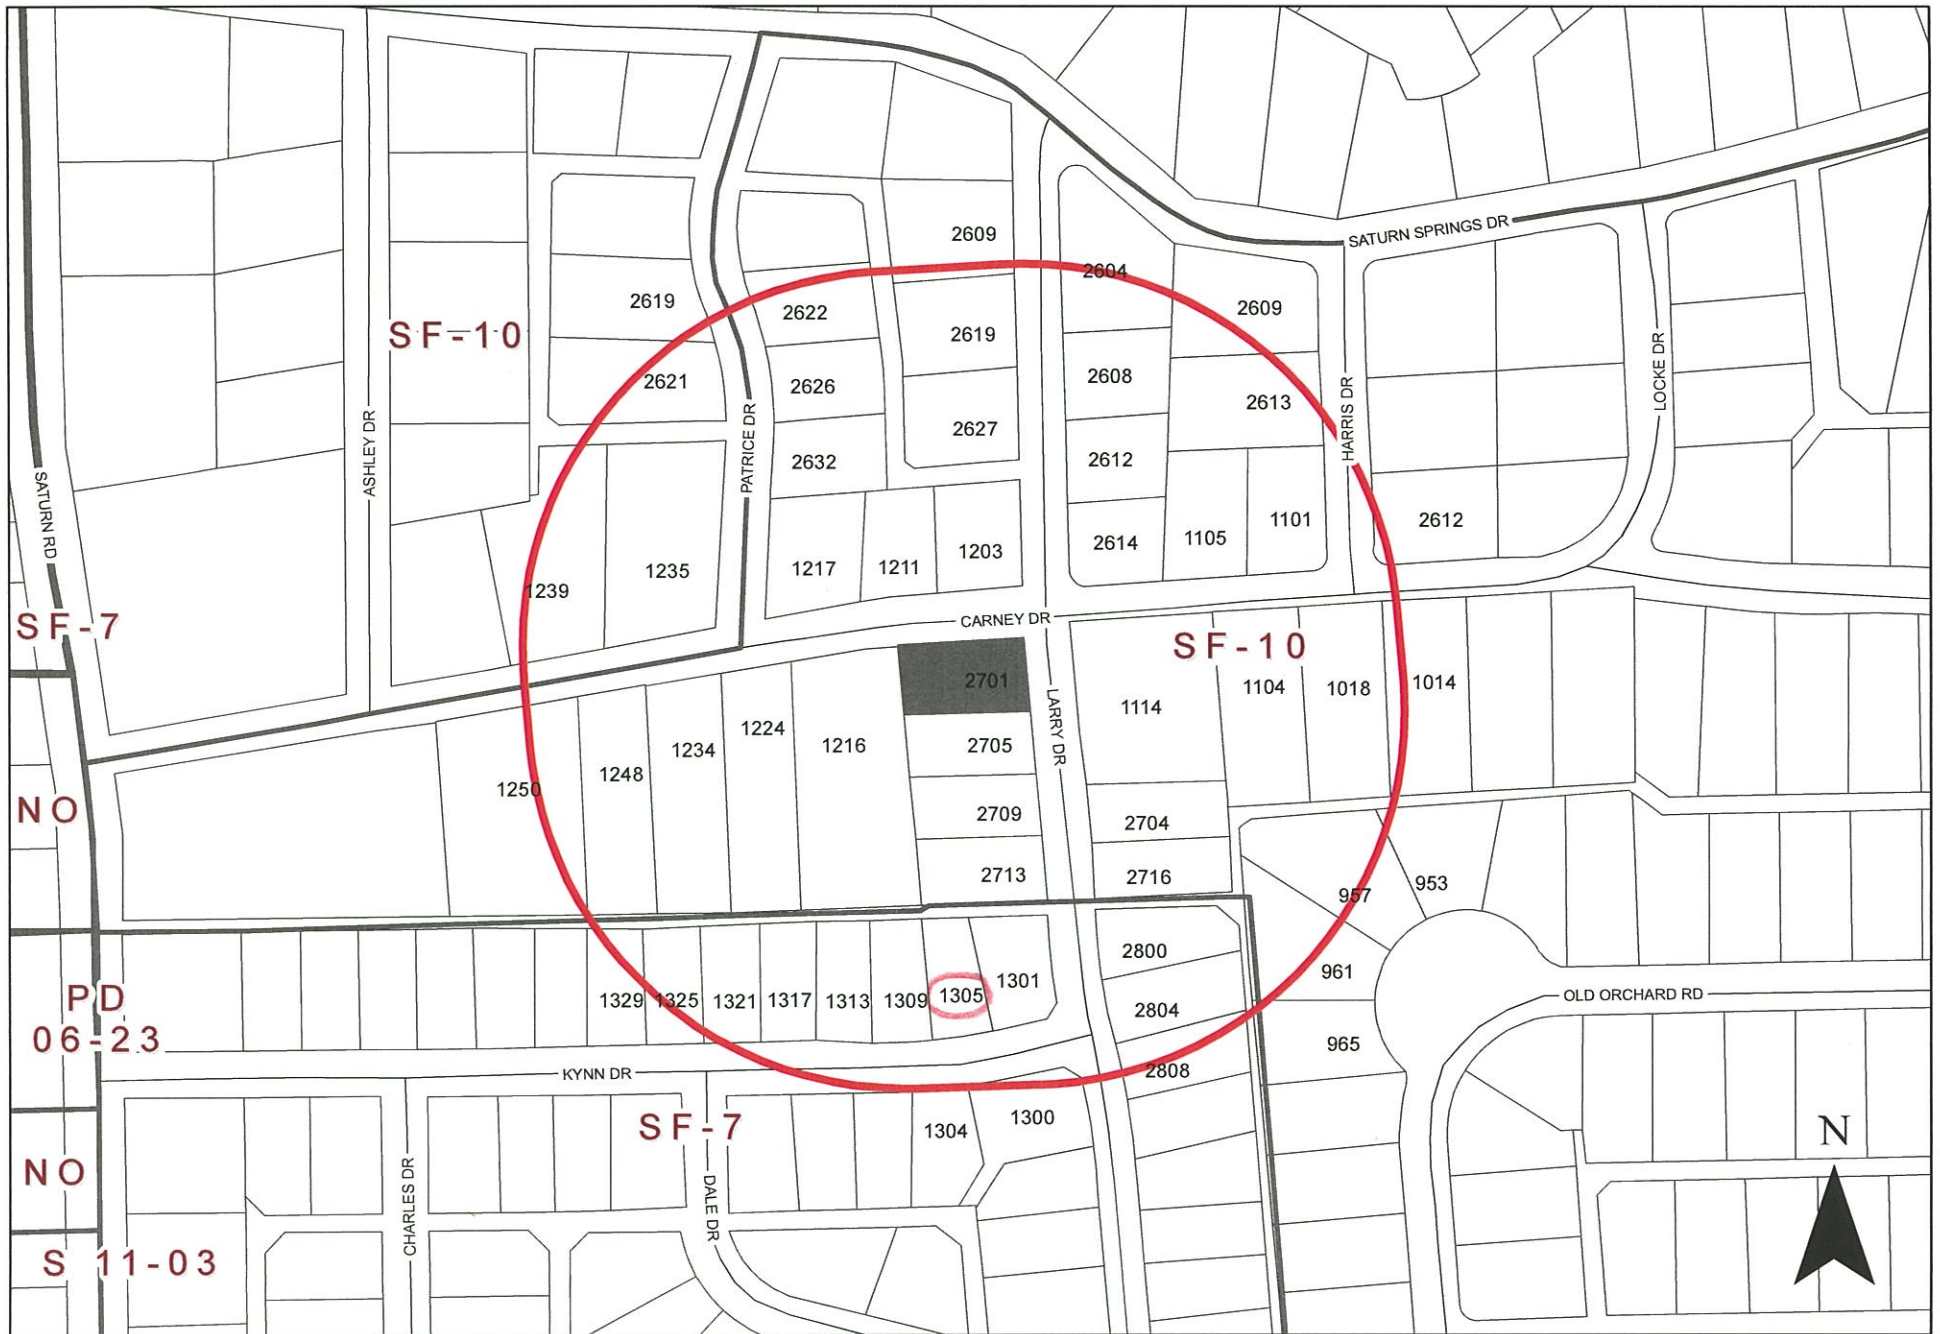 2609
SATURN SPRINGS DR
2604
2619
2622
2609
SF-10
2619
2621
2626
2608
2613
LOCKE DR
ASHLEY DR
PATRICE DR
HARRIS DR
2627
2632
2612
2612
SATURN RD
1203
2614
1105
1101
1239
1235
1217
1211
CARNEY DR
SF-7
SF-10
2701
1104
1018
1014
LARRY DR
1114
1224
2705
1216
1234
1248
1250
NO
2709
2704
2713
2716
957
953
2800
961
PD
06-23
1329
1325
1321
1317
1313
1309
1305
1301
2804
OLD ORCHARD RD
965
KYNN DR
2808
SF-7
1304
1300
N
NO
CHARLES DR
DALE DR
S 11-03